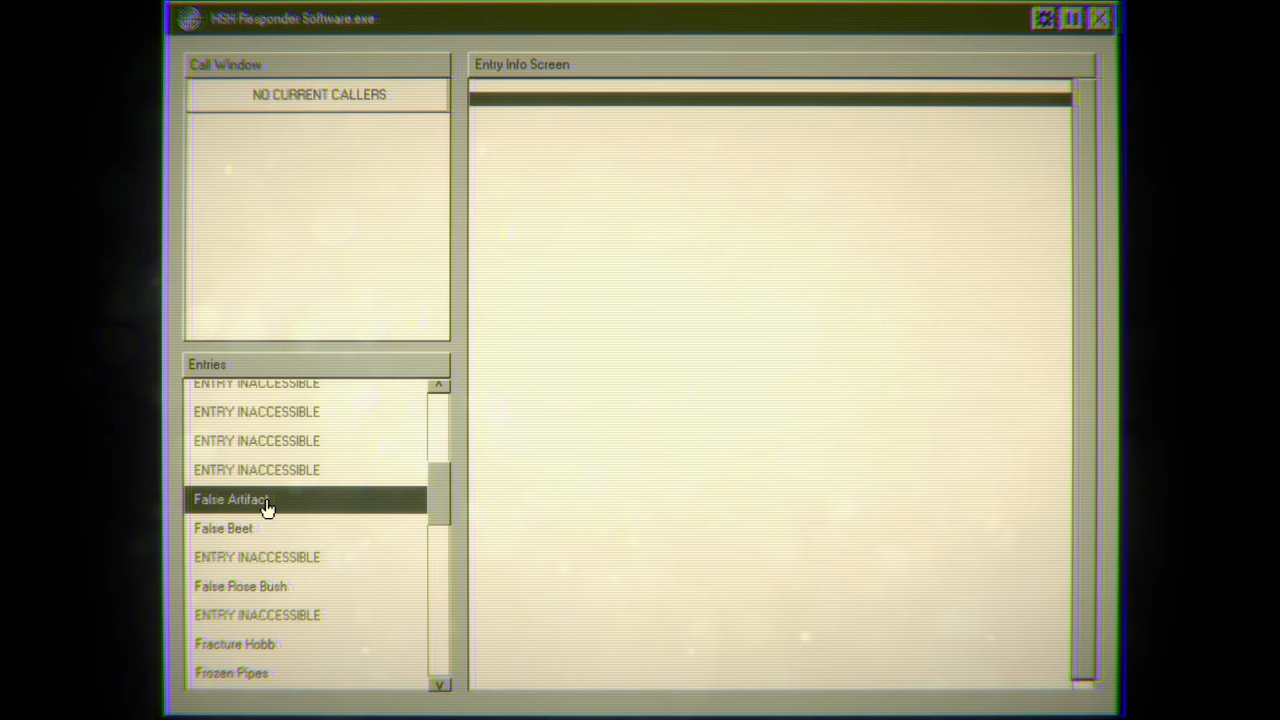 HSH Responder Software.exe
Call Window
NO CURRENT CALLERS
Entry Info Screen
Entries
ENTRY INACCESSIBLE
ENTRY INACCESSIBLE
ENTRY INACCESSIBLE
ENTRY INACCESSIBLE
False Artifact
False Beet
ENTRY INACCESSIBLE
False Rose Bush
ENTRY INACCESSIBLE
Fracture Hobb
Frozen Pipes